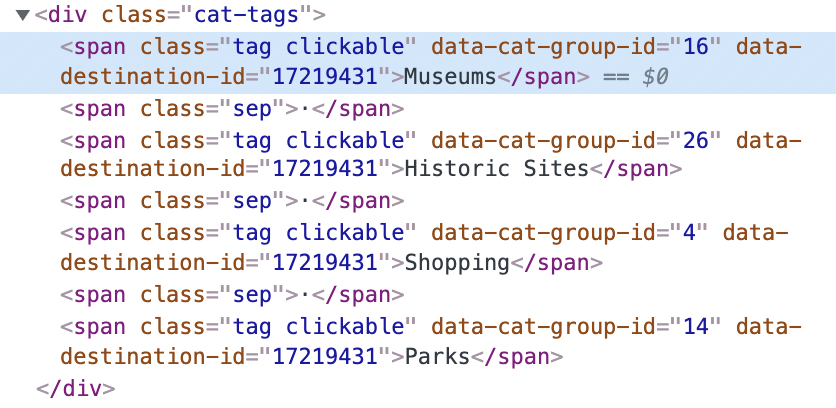 ▼<div class="cat-tags">
<span class="tag clickable" data-cat-group-id="16" data-
destination-id="17219431">Museums</span> == $0
<span class="sep">·</span>
<span class="tag clickable" data-cat-group-id="26" data-
destination-id="17219431">Historic Sites</span>
<span class="sep">·</span>
<span class="tag clickable" data-cat-group-id="4" data-
destination-id="17219431">Shopping</span>
<span class="sep">·</span>
<span class="tag clickable" data-cat-group-id="14" data-
destination-id="17219431">Parks</span>
</div>